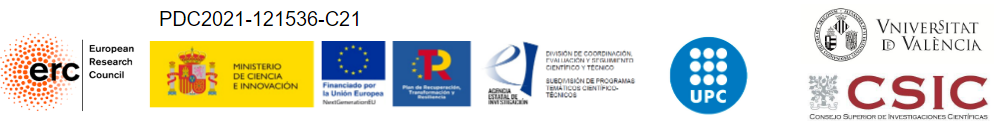 PDC2021-121536-C21
erc
European
Research
Council
MINISTERIO
DE CIENCIA
E INNOVACIÓN
Financiado por
la Unión Europea
NextGenerationEU
R
Plan de Recuperación,
Transformación y
Resiliencia
AGENCIA
ESTATAL DE
INVESTIGACIÓN
DIVISIÓN DE COORDINACIÓN,
EVALUACIÓN Y SEGUIMIENTO
CIENTÍFICO Y TÉCNICO
SUBDIVISIÓN DE PROGRAMAS
TEMÁTICOS CIENTÍFICO-
TÉCNICOS
UPC
VNIVERSITAT
DE VALÈNCIA
CSIC
CONSEJO SUPERIOR DE INVESTIGACIONES CIENTÍFICAS